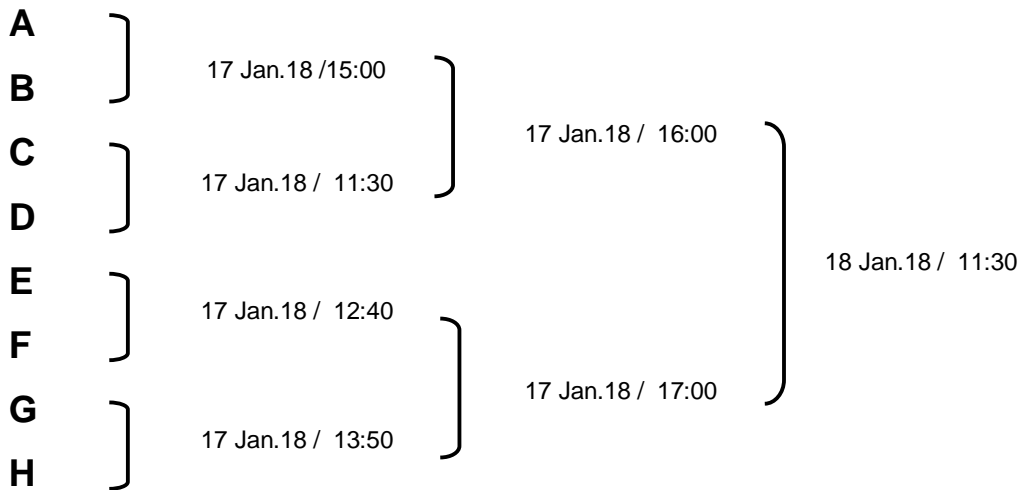 A
17 Jan.18 /15:00
B
17 Jan.18 / 16:00
C
17 Jan.18 / 11:30
D
18 Jan.18 / 11:30
E
17 Jan.18 / 12:40
F
17 Jan.18 / 17:00
G
17 Jan.18 / 13:50
H